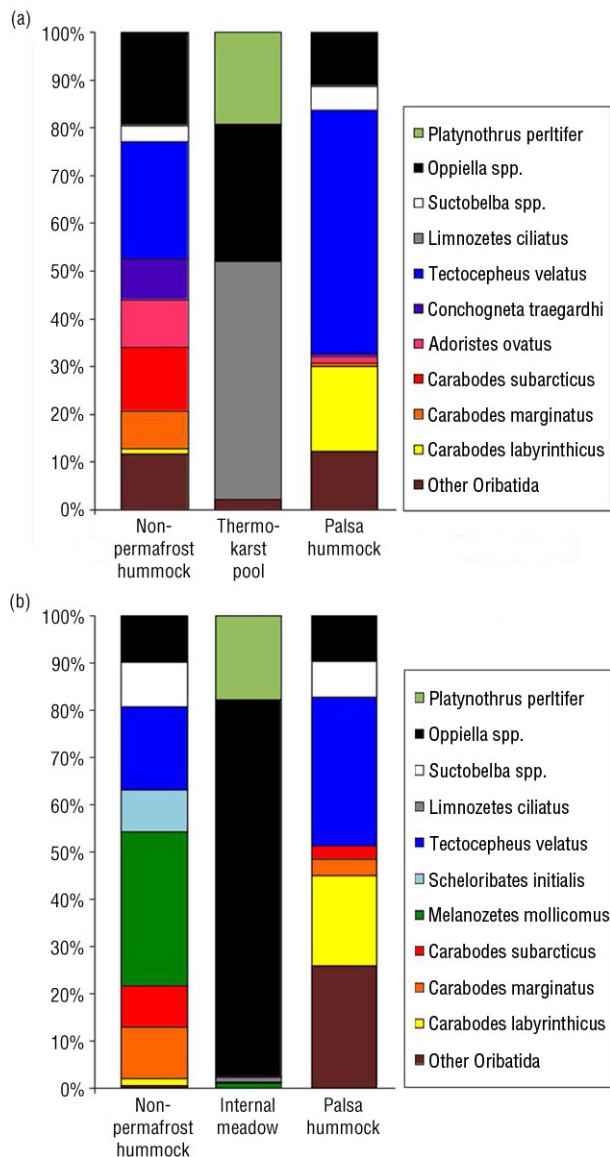 (a)
100%
90%
80%
70%
60%
50%
40%
30%
20%
10%
0%
Non-
permafrost
hummock
Thermo-
karst
pool
Palsa
hummock
Platynothrus perltifer
Oppiella spp.
Suctobelba spp.
Limnozetes ciliatus
Tectocepheus velatus
Conchogneta traegardhi
Adoristes ovatus
Carabodes subarcticus
Carabodes marginatus
Carabodes labyrinthicus
Other Oribatida
(b)
100%
90%
80%
70%
60%
50%
40%
30%
20%
10%
0%
Non-
permafrost
hummock
Internal
meadow
Palsa
hummock
Platynothrus perltifer
Oppiella spp.
Suctobelba spp.
Limnozetes ciliatus
Tectocepheus velatus
Scheloribates initialis
Melanozetes mollicomus
Carabodes subarcticus
Carabodes marginatus
Carabodes labyrinthicus
Other Oribatida